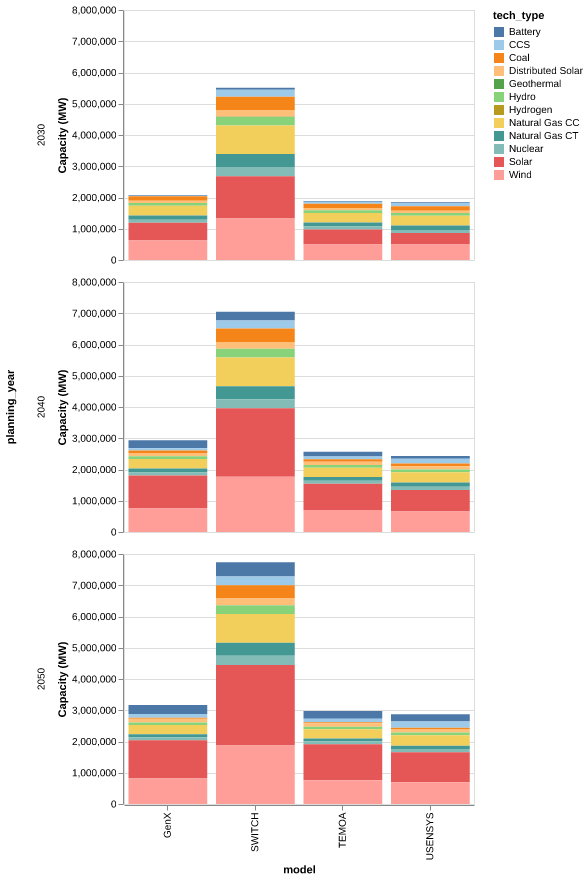 tech_type
Battery
CCS
Coal
Distributed Solar
Geothermal
Hydro
Hydrogen
Natural Gas CC
Natural Gas CT
Nuclear
Solar
Wind
planning_year
2030
Capacity (MW)
8,000,000
7,000,000
6,000,000
5,000,000
4,000,000
3,000,000
2,000,000
1,000,000
0
2040
Capacity (MW)
8,000,000
7,000,000
6,000,000
5,000,000
4,000,000
3,000,000
2,000,000
1,000,000
0
2050
Capacity (MW)
8,000,000
7,000,000
6,000,000
5,000,000
4,000,000
3,000,000
2,000,000
1,000,000
0
GenX
SWITCH
TEMOA
USENSYS
model